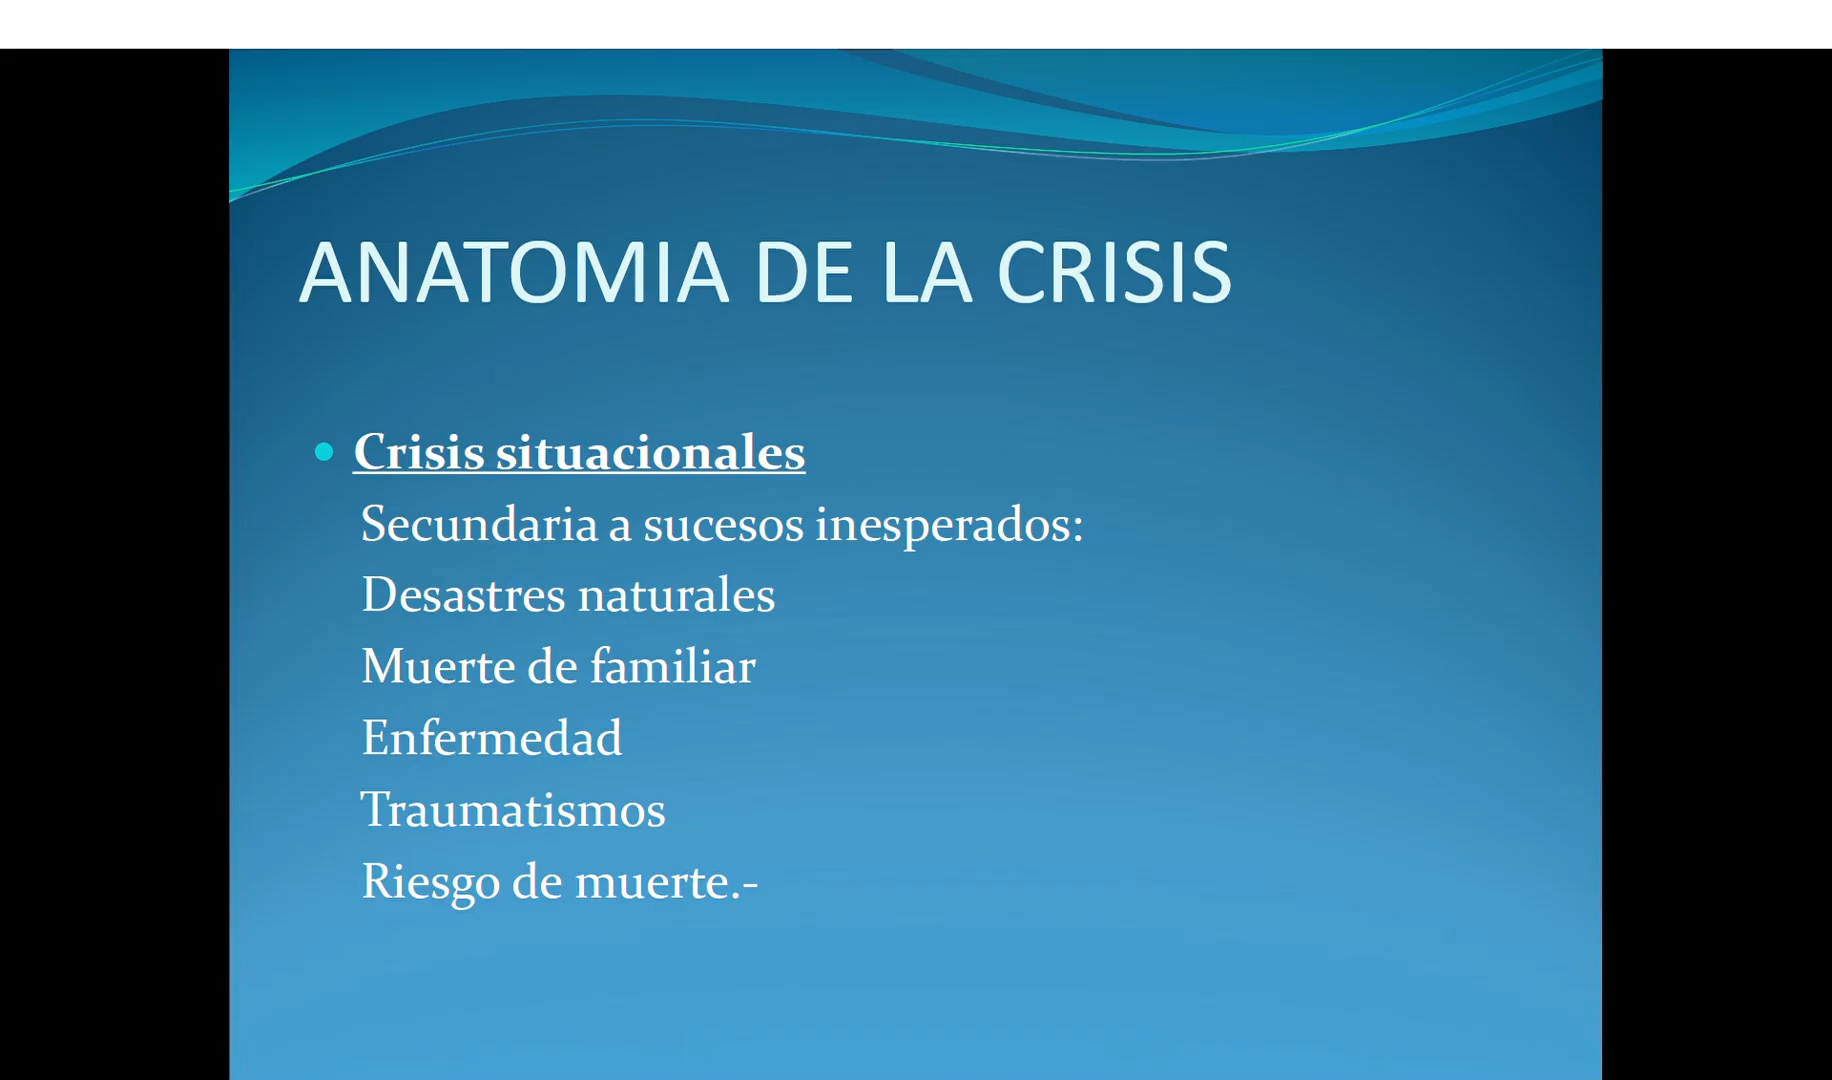 ANATOMIA DE LA CRISIS
Crisis situacionales
Secundaria a sucesos inesperados:
Desastres naturales
Muerte de familiar
Enfermedad
Traumatismos
Riesgo de muerte.-